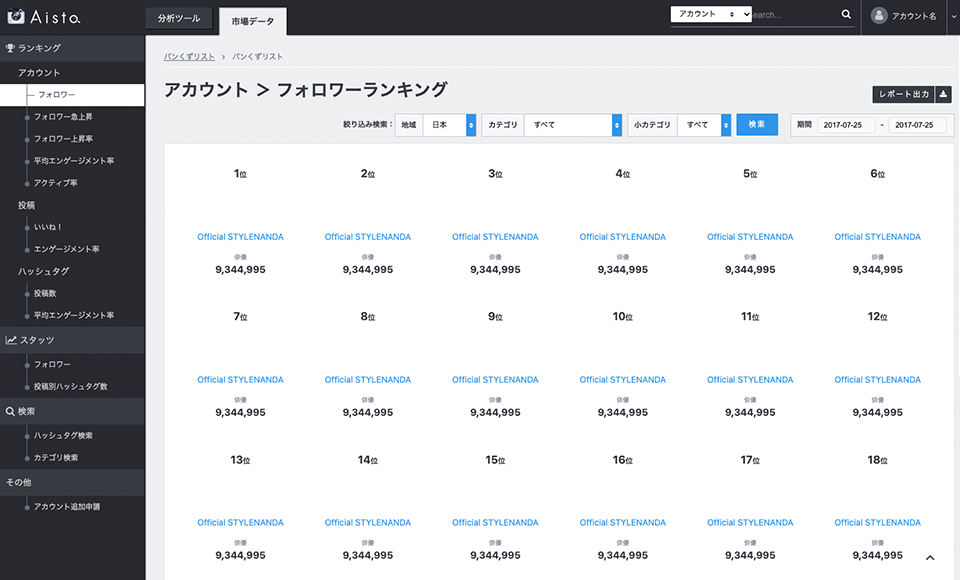 Aista.
分析ツール
市場データ
アカウント
search...
アカウント名
ランキング
アカウント
フォロワー
フォロワー急上昇
フォロワー上昇率
平均エンゲージメント率
アクティブ率
投稿
いいね！
エンゲージメント率
ハッシュタグ
投稿数
平均エンゲージメント率
スタッツ
フォロワー
投稿別ハッシュタグ数
検索
ハッシュタグ検索
カテゴリ検索
その他
アカウント追加申請
パンくずリスト › パンくずリスト
アカウント ＞ フォロワーランキング
レポート出力
絞り込み検索： 地域 日本 カテゴリ すべて 小カテゴリ すべて 検索 期間 2017-07-25 - 2017-07-25
1位 2位 3位 4位 5位 6位
Official STYLENANDA Official STYLENANDA Official STYLENANDA Official STYLENANDA Official STYLENANDA Official STYLENANDA
俳優 俳優 俳優 俳優 俳優 俳優
9,344,995 9,344,995 9,344,995 9,344,995 9,344,995 9,344,995
7位 8位 9位 10位 11位 12位
Official STYLENANDA Official STYLENANDA Official STYLENANDA Official STYLENANDA Official STYLENANDA Official STYLENANDA
俳優 俳優 俳優 俳優 俳優 俳優
9,344,995 9,344,995 9,344,995 9,344,995 9,344,995 9,344,995
13位 14位 15位 16位 17位 18位
Official STYLENANDA Official STYLENANDA Official STYLENANDA Official STYLENANDA Official STYLENANDA Official STYLENANDA
俳優 俳優 俳優 俳優 俳優 俳優
9,344,995 9,344,995 9,344,995 9,344,995 9,344,995 9,344,995